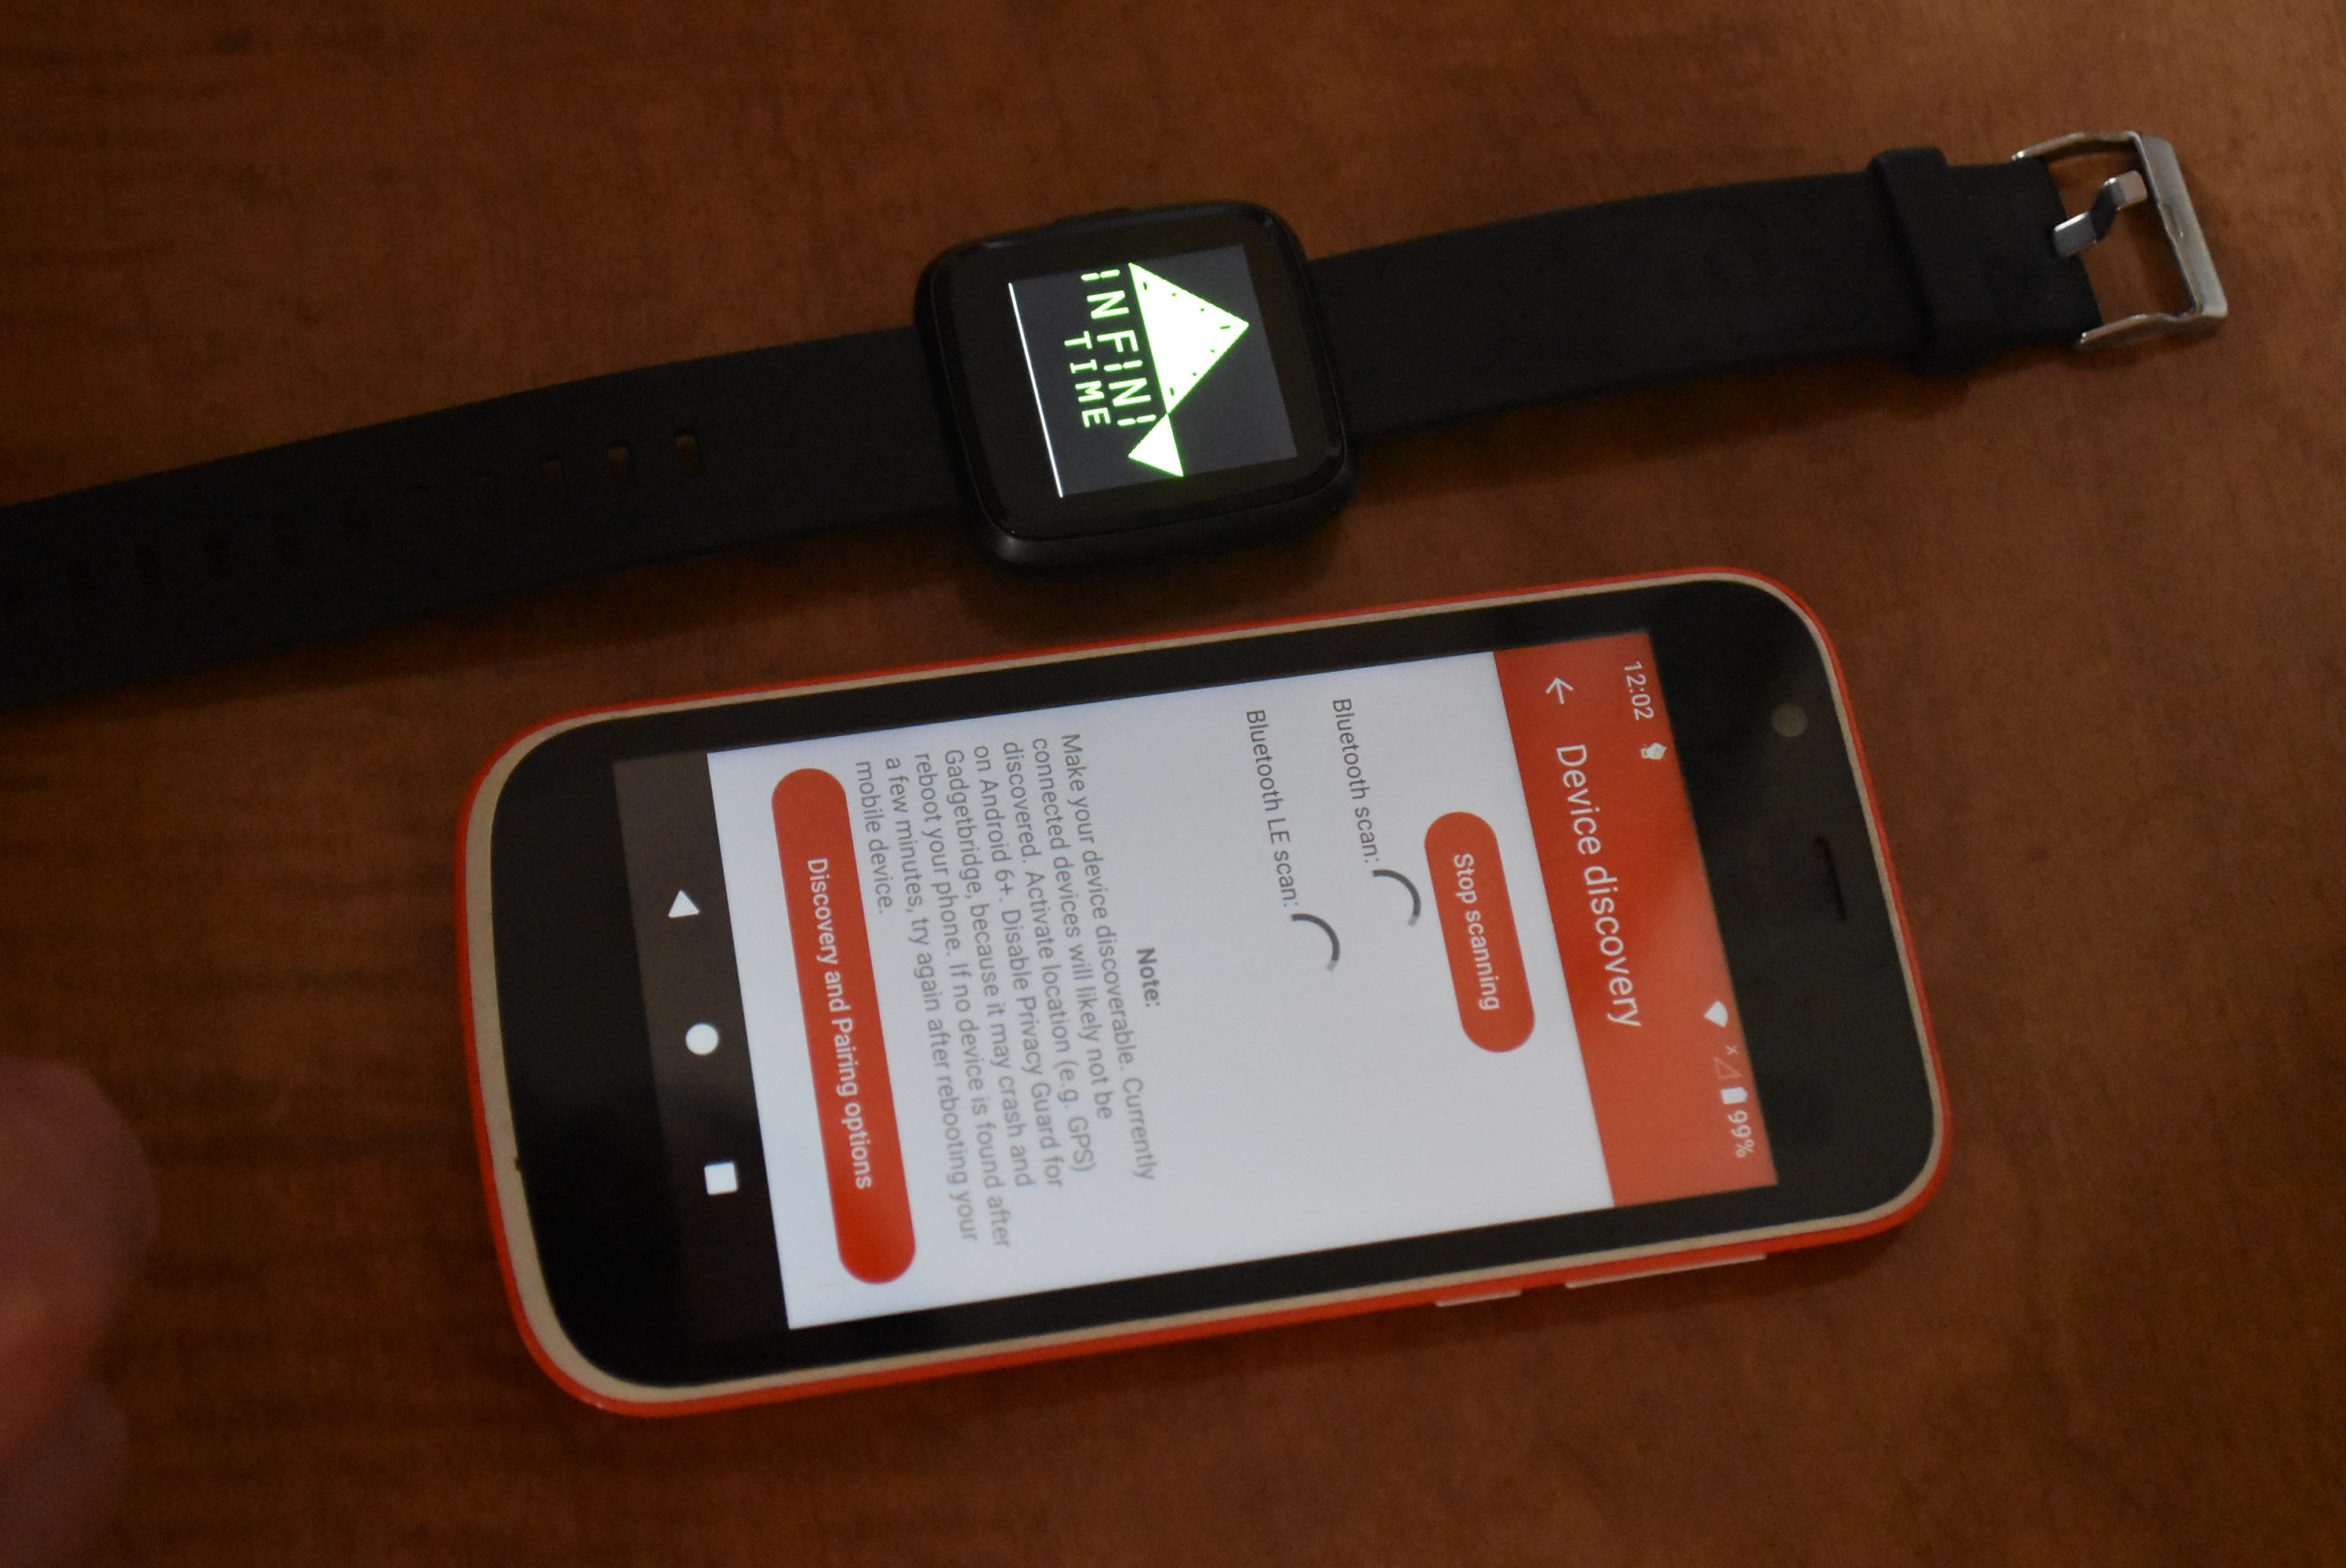 INFINI
TIME
12:02
99%
Device discovery
Stop scanning
Bluetooth scan:
Bluetooth LE scan:
Note:
Make your device discoverable. Currently
connected devices will likely not be
discovered. Activate location (e.g. GPS)
on Android 6+. Disable Privacy Guard for
Gadgetbridge, because it may crash and
reboot your phone. If no device is found after
a few minutes, try again after rebooting your
mobile device.
Discovery and Pairing options